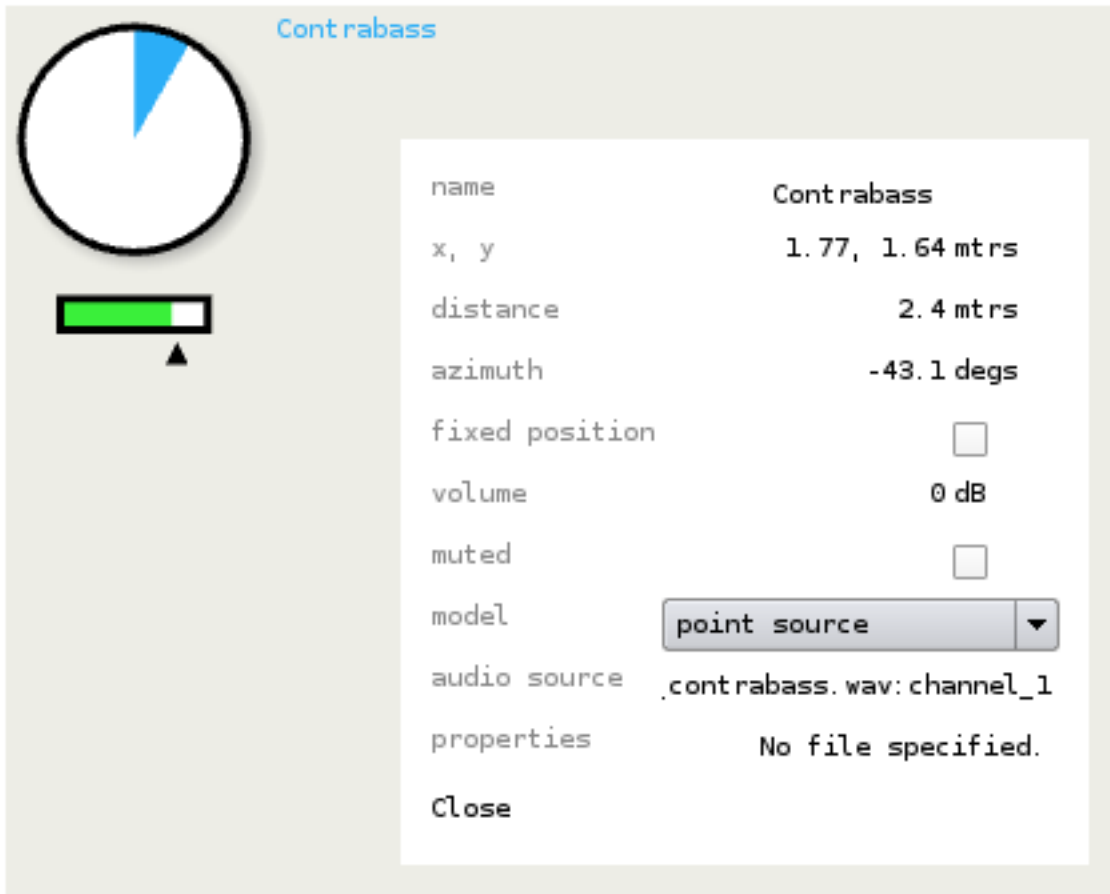 Contrabass
name Contrabass
x, y 1.77, 1.64 mtrs
distance 2.4 mtrs
azimuth -43.1 degs
fixed position
volume 0 dB
muted
model point source
audio source contrabass.wav:channel_1
properties No file specified.
Close